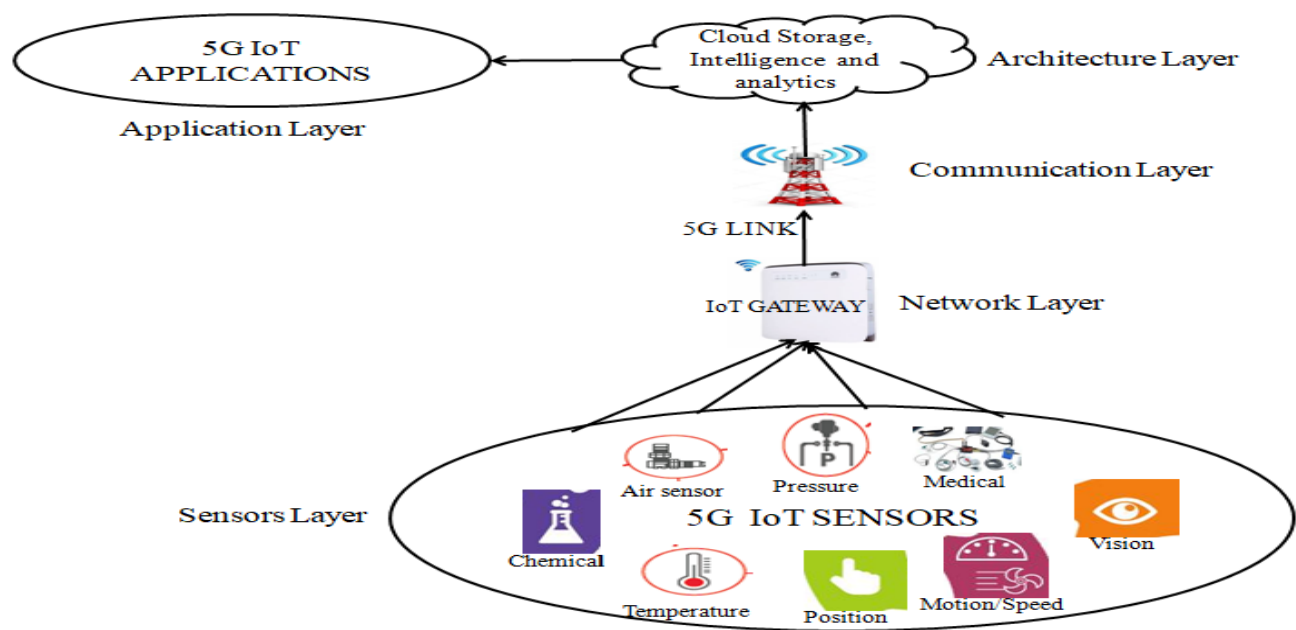 5G IoT
APPLICATIONS
Application Layer
Cloud Storage,
Intelligence and
analytics
Architecture Layer
Communication Layer
5G LINK
IoT GATEWAY
Network Layer
Sensors Layer
Air sensor
P
Pressure
Medical
5G IoT SENSORS
Chemical
Vision
Temperature
Position
Motion/Speed